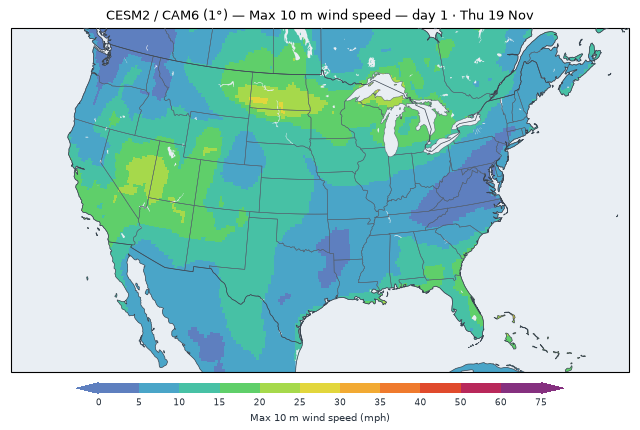 CESM2 / CAM6 (1°) — Max 10 m wind speed — day 1 · Thu 19 Nov
0 5 10 15 20 25 30 35 40 50 60 75
Max 10 m wind speed (mph)